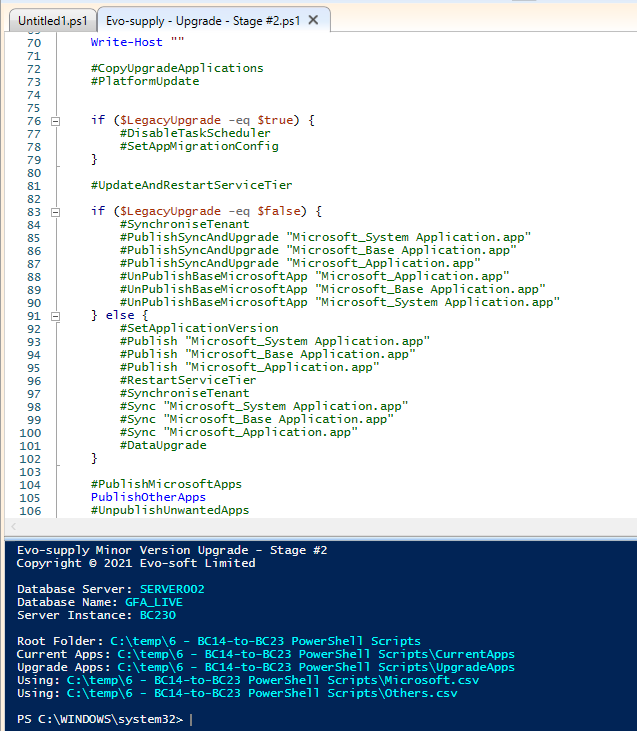 Untitled1.ps1 Evo-supply - Upgrade - Stage #2.ps1 X
70 Write-Host ""
71
72 #CopyUpgradeApplications
73 #PlatformUpdate
74
75
76 if ($LegacyUpgrade -eq $true) {
77 #DisableTaskScheduler
78 #SetAppMigrationConfig
79 }
80
81 #UpdateAndRestartServiceTier
82
83 if ($LegacyUpgrade -eq $false) {
84 #SynchroniseTenant
85 #PublishSyncAndUpgrade "Microsoft_System Application.app"
86 #PublishSyncAndUpgrade "Microsoft_Base Application.app"
87 #PublishSyncAndUpgrade "Microsoft_Application.app"
88 #UnPublishBaseMicrosoftApp "Microsoft_Application.app"
89 #UnPublishBaseMicrosoftApp "Microsoft_Base Application.app"
90 #UnPublishBaseMicrosoftApp "Microsoft_System Application.app"
91 } else {
92 #SetApplicationVersion
93 #Publish "Microsoft_System Application.app"
94 #Publish "Microsoft_Base Application.app"
95 #Publish "Microsoft_Application.app"
96 #RestartServiceTier
97 #SynchroniseTenant
98 #Sync "Microsoft_System Application.app"
99 #Sync "Microsoft_Base Application.app"
100 #Sync "Microsoft_Application.app"
101 #DataUpgrade
102 }
103
104 #PublishMicrosoftApps
105 PublishOtherApps
106 #UnpublishUnwantedApps
Evo-supply Minor Version Upgrade - Stage #2
Copyright © 2021 Evo-soft Limited
Database Server: SERVER002
Database Name: GFA_LIVE
Server Instance: BC230
Root Folder: C:\temp\6 - BC14-to-BC23 PowerShell Scripts
Current Apps: C:\temp\6 - BC14-to-BC23 PowerShell Scripts\CurrentApps
Upgrade Apps: C:\temp\6 - BC14-to-BC23 PowerShell Scripts\UpgradeApps
Using: C:\temp\6 - BC14-to-BC23 PowerShell Scripts\Microsoft.csv
Using: C:\temp\6 - BC14-to-BC23 PowerShell Scripts\Others.csv
PS C:\WINDOWS\system32>